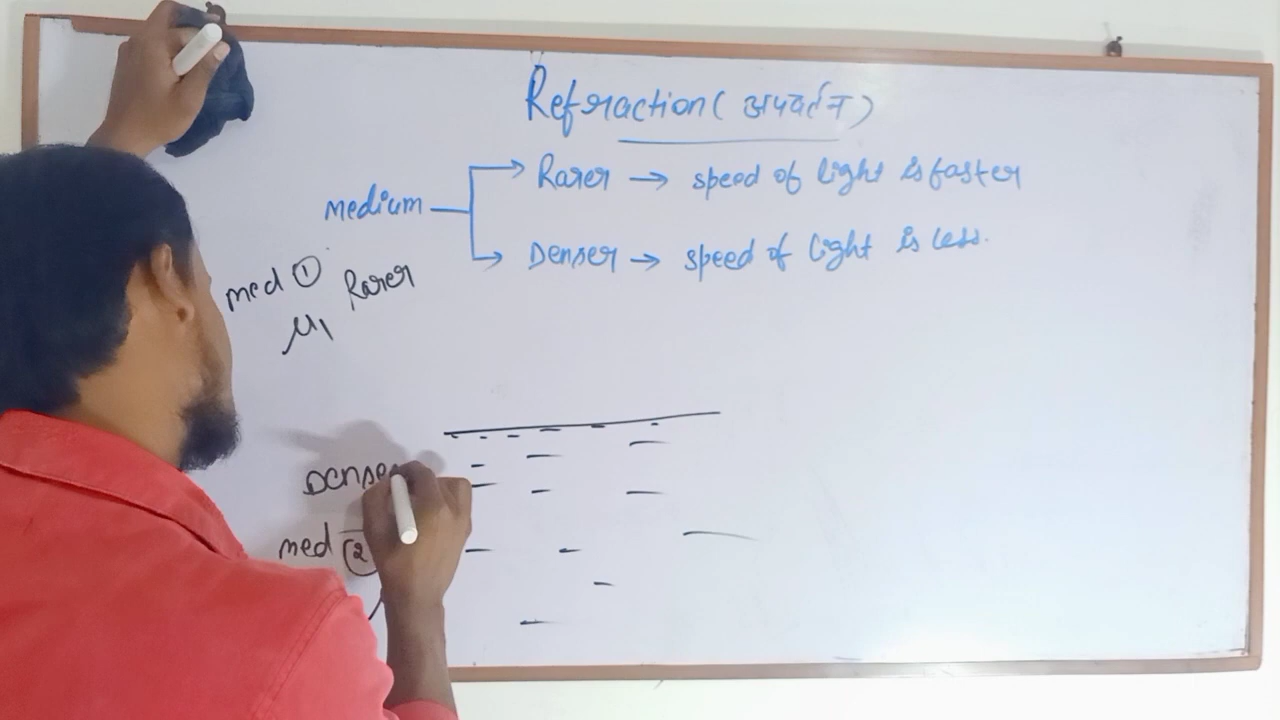 Refraction (अपवर्तन)
medium → Rarer → speed of light is faster
→ Denser → speed of light is less.
med ① Rarer
μ₁
Dense
med ②